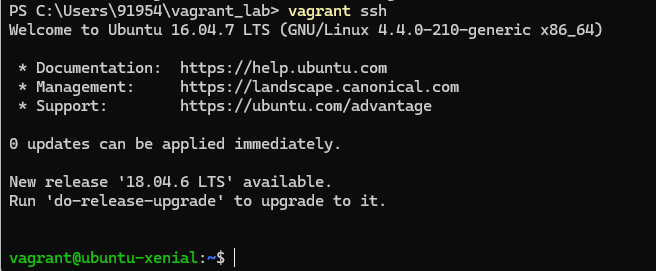 PS C:\Users\91954\vagrant_lab> vagrant ssh
Welcome to Ubuntu 16.04.7 LTS (GNU/Linux 4.4.0-210-generic x86_64)
* Documentation:  https://help.ubuntu.com
* Management:     https://landscape.canonical.com
* Support:        https://ubuntu.com/advantage
0 updates can be applied immediately.
New release '18.04.6 LTS' available.
Run 'do-release-upgrade' to upgrade to it.
vagrant@ubuntu-xenial:~$